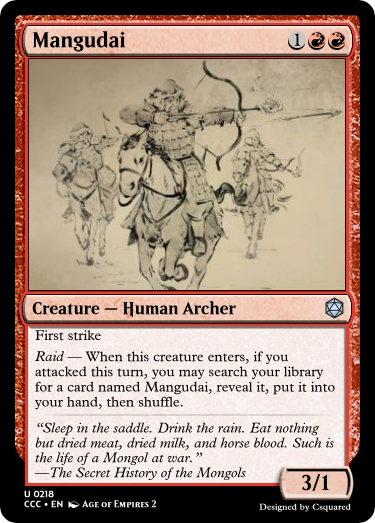 Mangudai
1
Creature — Human Archer
First strike
Raid — When this creature enters, if you
attacked this turn, you may search your library
for a card named Mangudai, reveal it, put it into
your hand, then shuffle.
“Sleep in the saddle. Drink the rain. Eat nothing
but dried meat, dried milk, and horse blood. Such is
the life of a Mongol at war.”
—The Secret History of the Mongols
3/1
U 0218
CCC • EN Age of Empires 2
Designed by Csquared